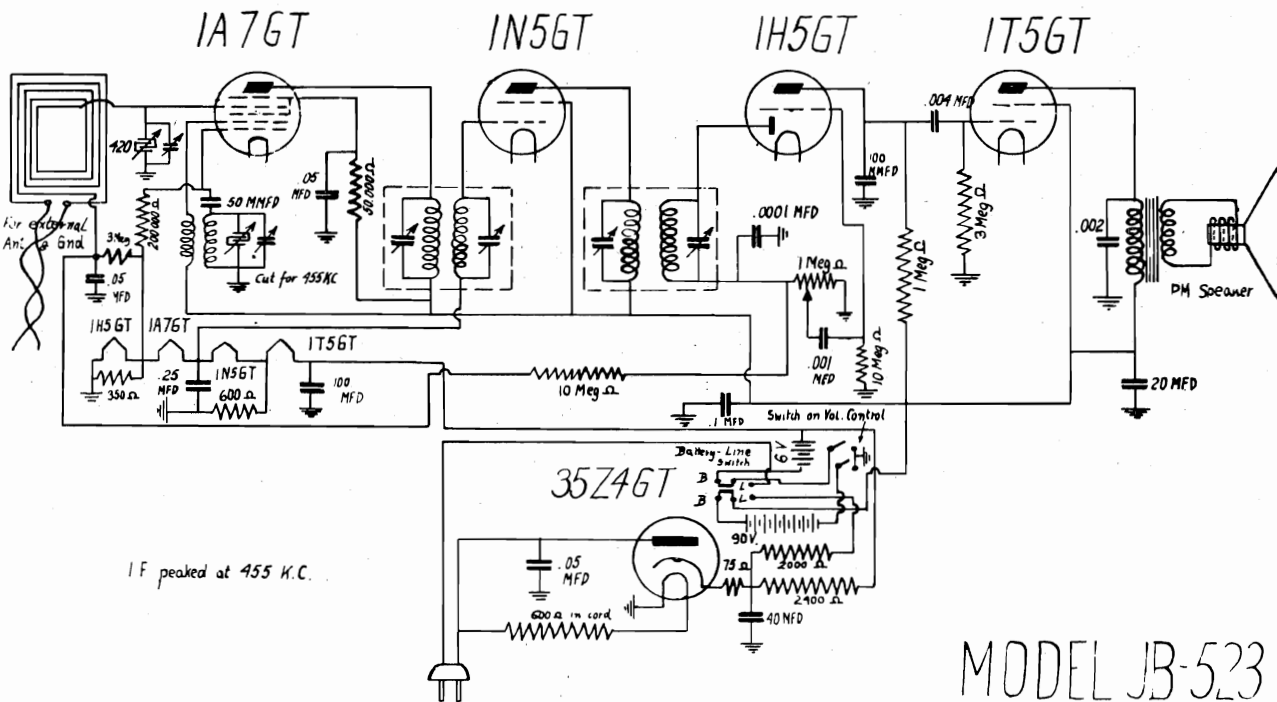 1A7GT
1N5GT
1H5GT
1T5GT
420
50 MMFD
200000 Ω
.05
MFD
50.000 Ω
For external
Ant. & Gnd
3 Meg
.05
MFD
Cut for 455KC
.0001 MFD
1 Meg Ω
.001
MFD
10 Meg Ω
100
MMFD
.004 MFD
1 Meg Ω
3 Meg Ω
.002
PM Speaker
1H5GT
1A7GT
1N5GT
1T5GT
350 Ω
.25
MFD
600 Ω
100
MFD
10 Meg Ω
.1 MFD
20 MFD
Switch on Vol. Control
Battery-Line
Switch
6V
B
L
B
L
90V.
35Z4GT
.05
MFD
75 Ω
2000 Ω
2400 Ω
600 Ω in cord
40 MFD
IF peaked at 455 K.C.
MODEL JB-523